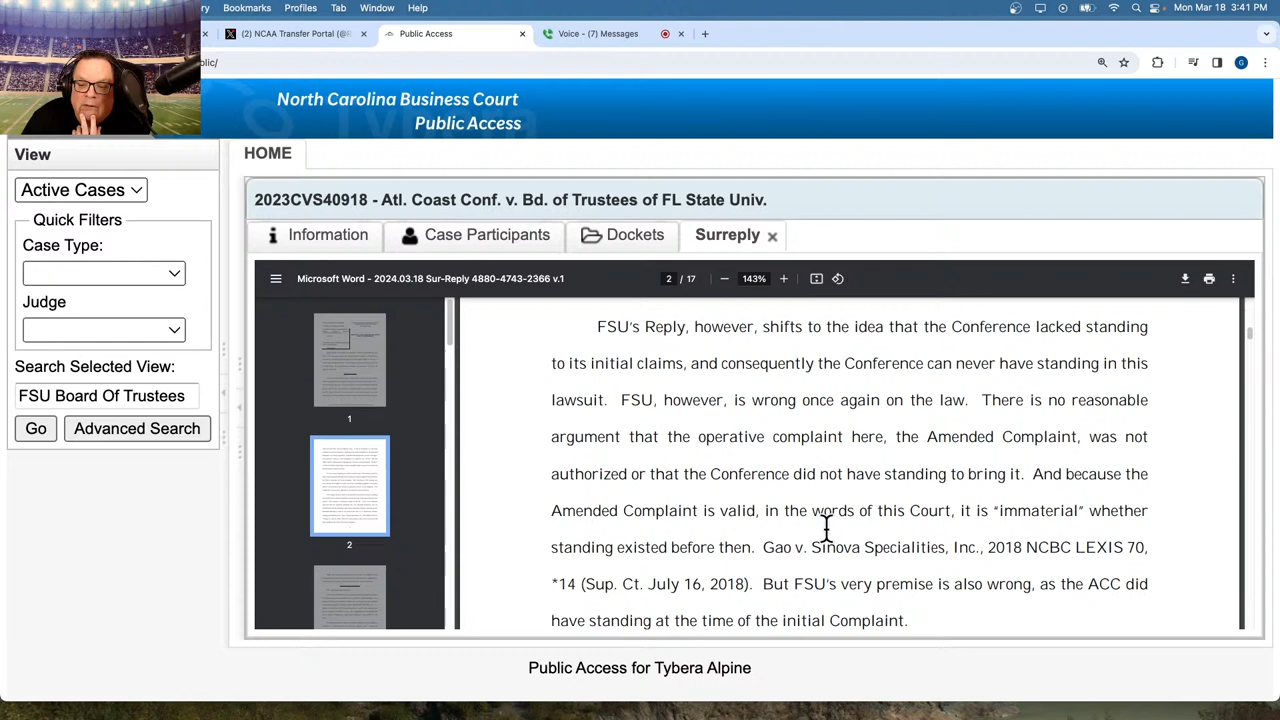 ry Bookmarks Profiles Tab Window Help Mon Mar 18 3:41 PM
(2) NCAA Transfer Portal (@R Public Access Voice - (7) Messages
lic/ G
North Carolina Business Court
Public Access
View
HOME
Active Cases
2023CVS40918 - Atl. Coast Conf. v. Bd. of Trustees of FL State Univ.
Quick Filters
Information Case Participants Dockets Surreply
Case Type:
Microsoft Word - 2024.03.18 Sur-Reply 4880-4743-2366 v.1 2 / 17 143%
Judge
Search Selected View:
FSU Board Of Trustees
Go Advanced Search
1
2
FSU's Reply, however, shifts to the idea that the Conference lacked standing
to its initial claims, and consequently the Conference can never have standing in this
lawsuit. FSU, however, is wrong once again on the law. There is no reasonable
argument that the operative complaint here, the Amended Complaint, was not
authorized or that the Conference did not have standing to bring it. And because the
Amended Complaint is valid, in the words of this Court, it is “immaterial” whether
standing existed before then. Gao v. Sinova Specialities, Inc., 2018 NCBC LEXIS 70,
*14 (Sup. Ct. July 16, 2018). But FSU's very premise is also wrong, as the ACC did
have standing at the time of the initial Complaint.
Public Access for Tybera Alpine